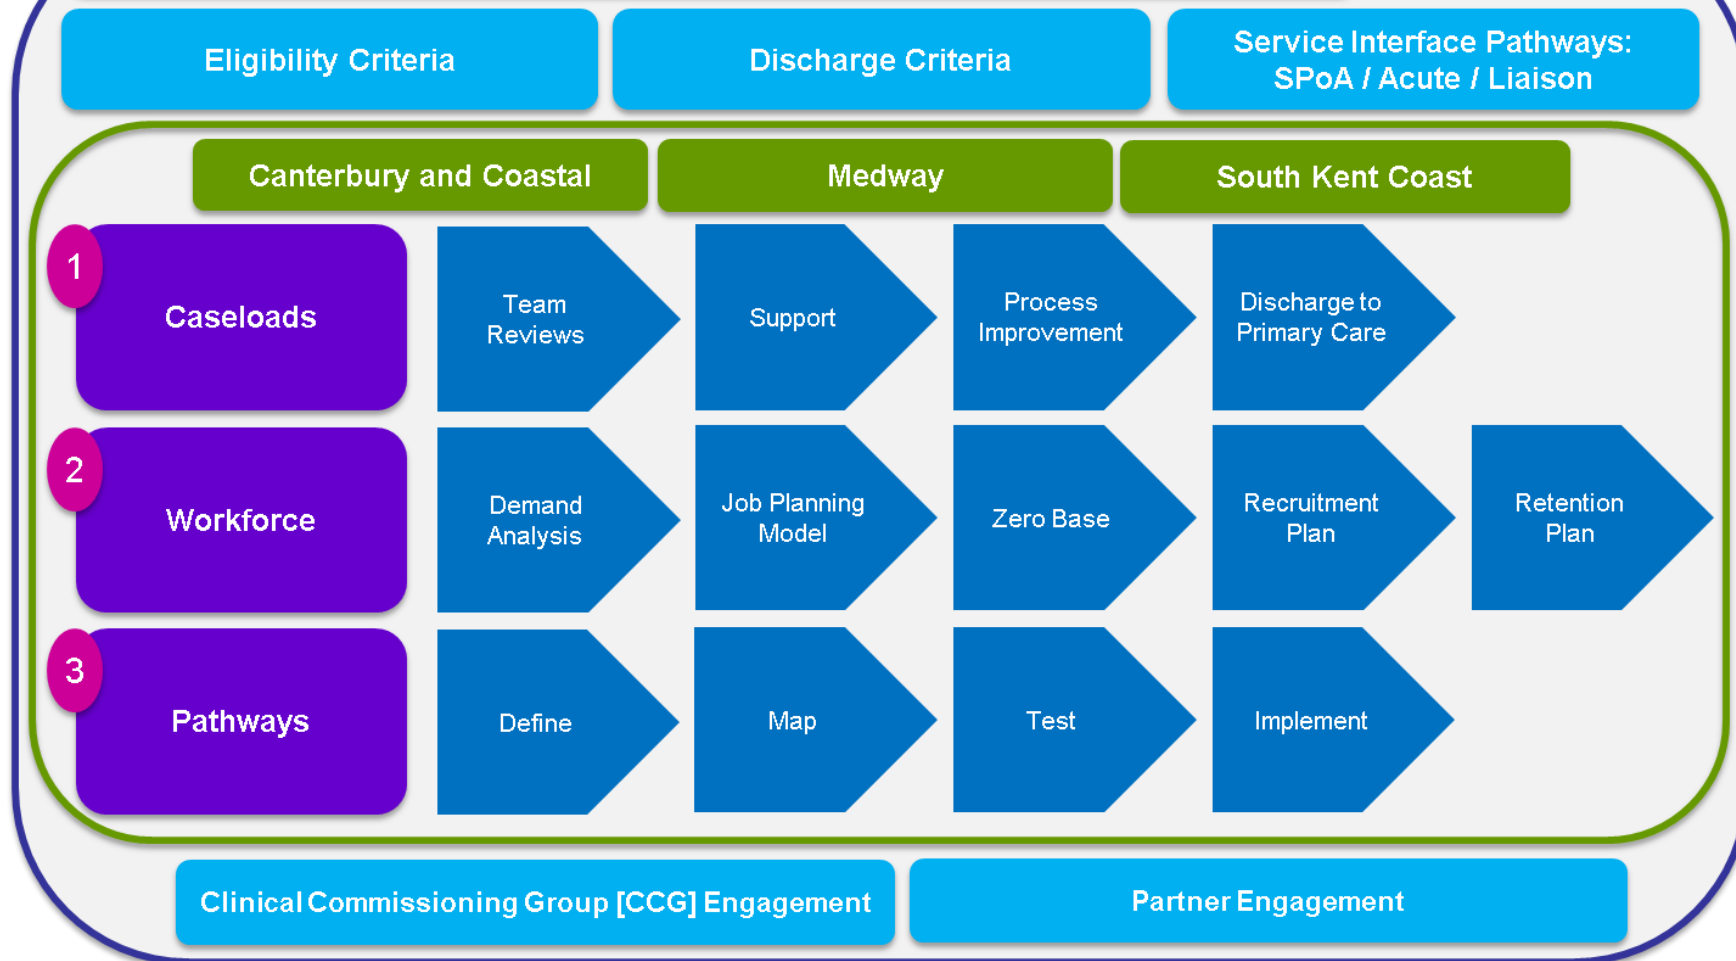 Eligibility Criteria
Discharge Criteria
Service Interface Pathways:
SPoA / Acute / Liaison
Canterbury and Coastal
Medway
South Kent Coast
1
Caseloads
Team
Reviews
Support
Process
Improvement
Discharge to
Primary Care
2
Workforce
Demand
Analysis
Job Planning
Model
Zero Base
Recruitment
Plan
Retention
Plan
3
Pathways
Define
Map
Test
Implement
Clinical Commissioning Group [CCG] Engagement
Partner Engagement